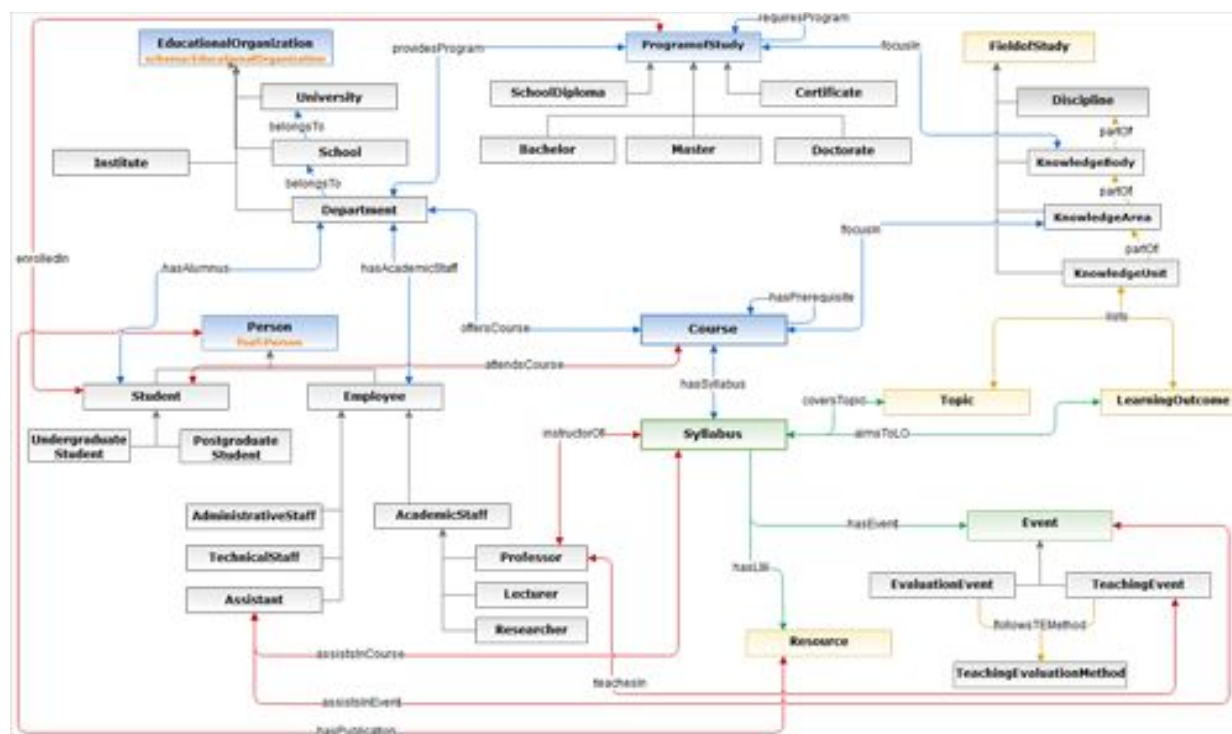 requiresProgram
EducationalOrganization
schema:EducationalOrganization
providesProgram
ProgramofStudy
focusIn
FieldofStudy
University
SchoolDiploma
Certificate
Discipline
belongsTo
partOf
Institute
School
Bachelor
Master
Doctorate
KnowledgeBody
belongsTo
partOf
Department
KnowledgeArea
focusIn
enrolledIn
hasAlumnus
hasAcademicStaff
partOf
KnowledgeUnit
hasPrerequisite
Person
foaf:Person
offersCourse
Course
lists
attendsCourse
hasSyllabus
Student
Employee
coversTopic
Topic
LearningOutcome
Undergraduate
Student
Postgraduate
Student
instructorOf
Syllabus
aimsToLO
AdministrativeStaff
AcademicStaff
hasEvent
Event
TechnicalStaff
Professor
hasLM
EvaluationEvent
TeachingEvent
Assistant
Lecturer
Researcher
Resource
followsTEMethod
assistsInCourse
TeachingEvaluationMethod
teachesIn
assistsInEvent
hasPublication